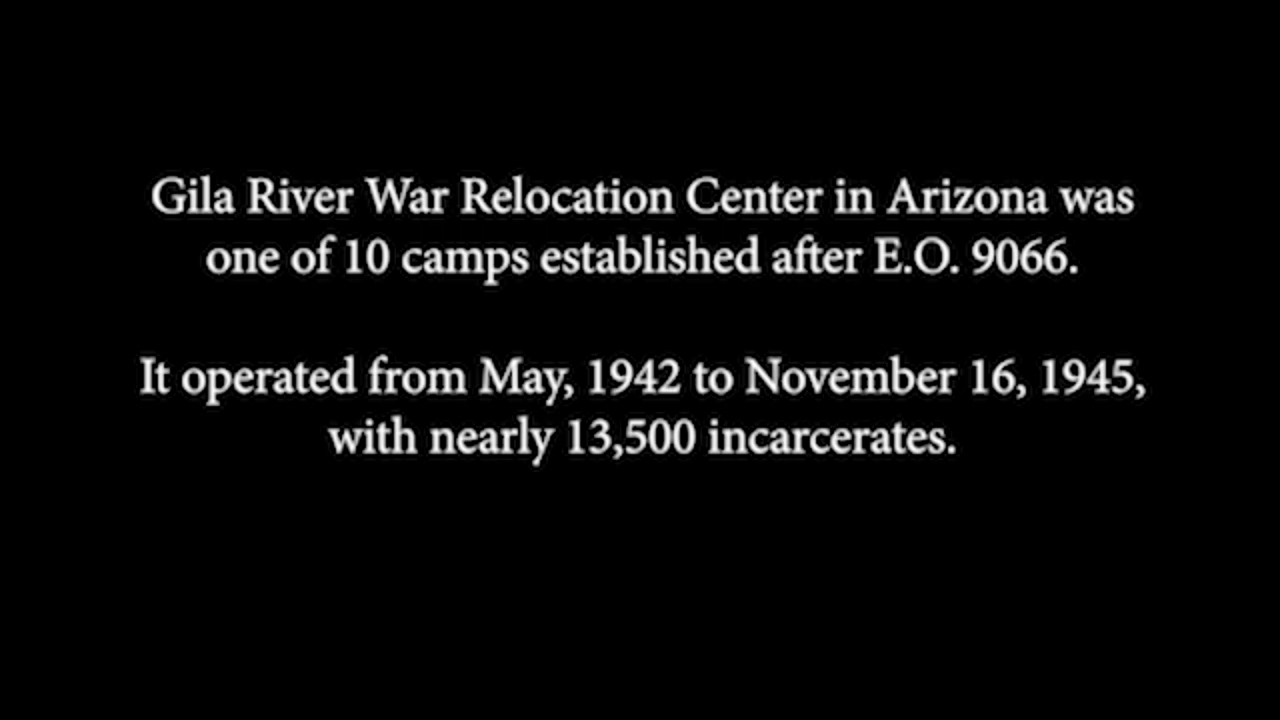 Gila River War Relocation Center in Arizona was
one of 10 camps established after E.O. 9066.
It operated from May, 1942 to November 16, 1945,
with nearly 13,500 incarcerates.